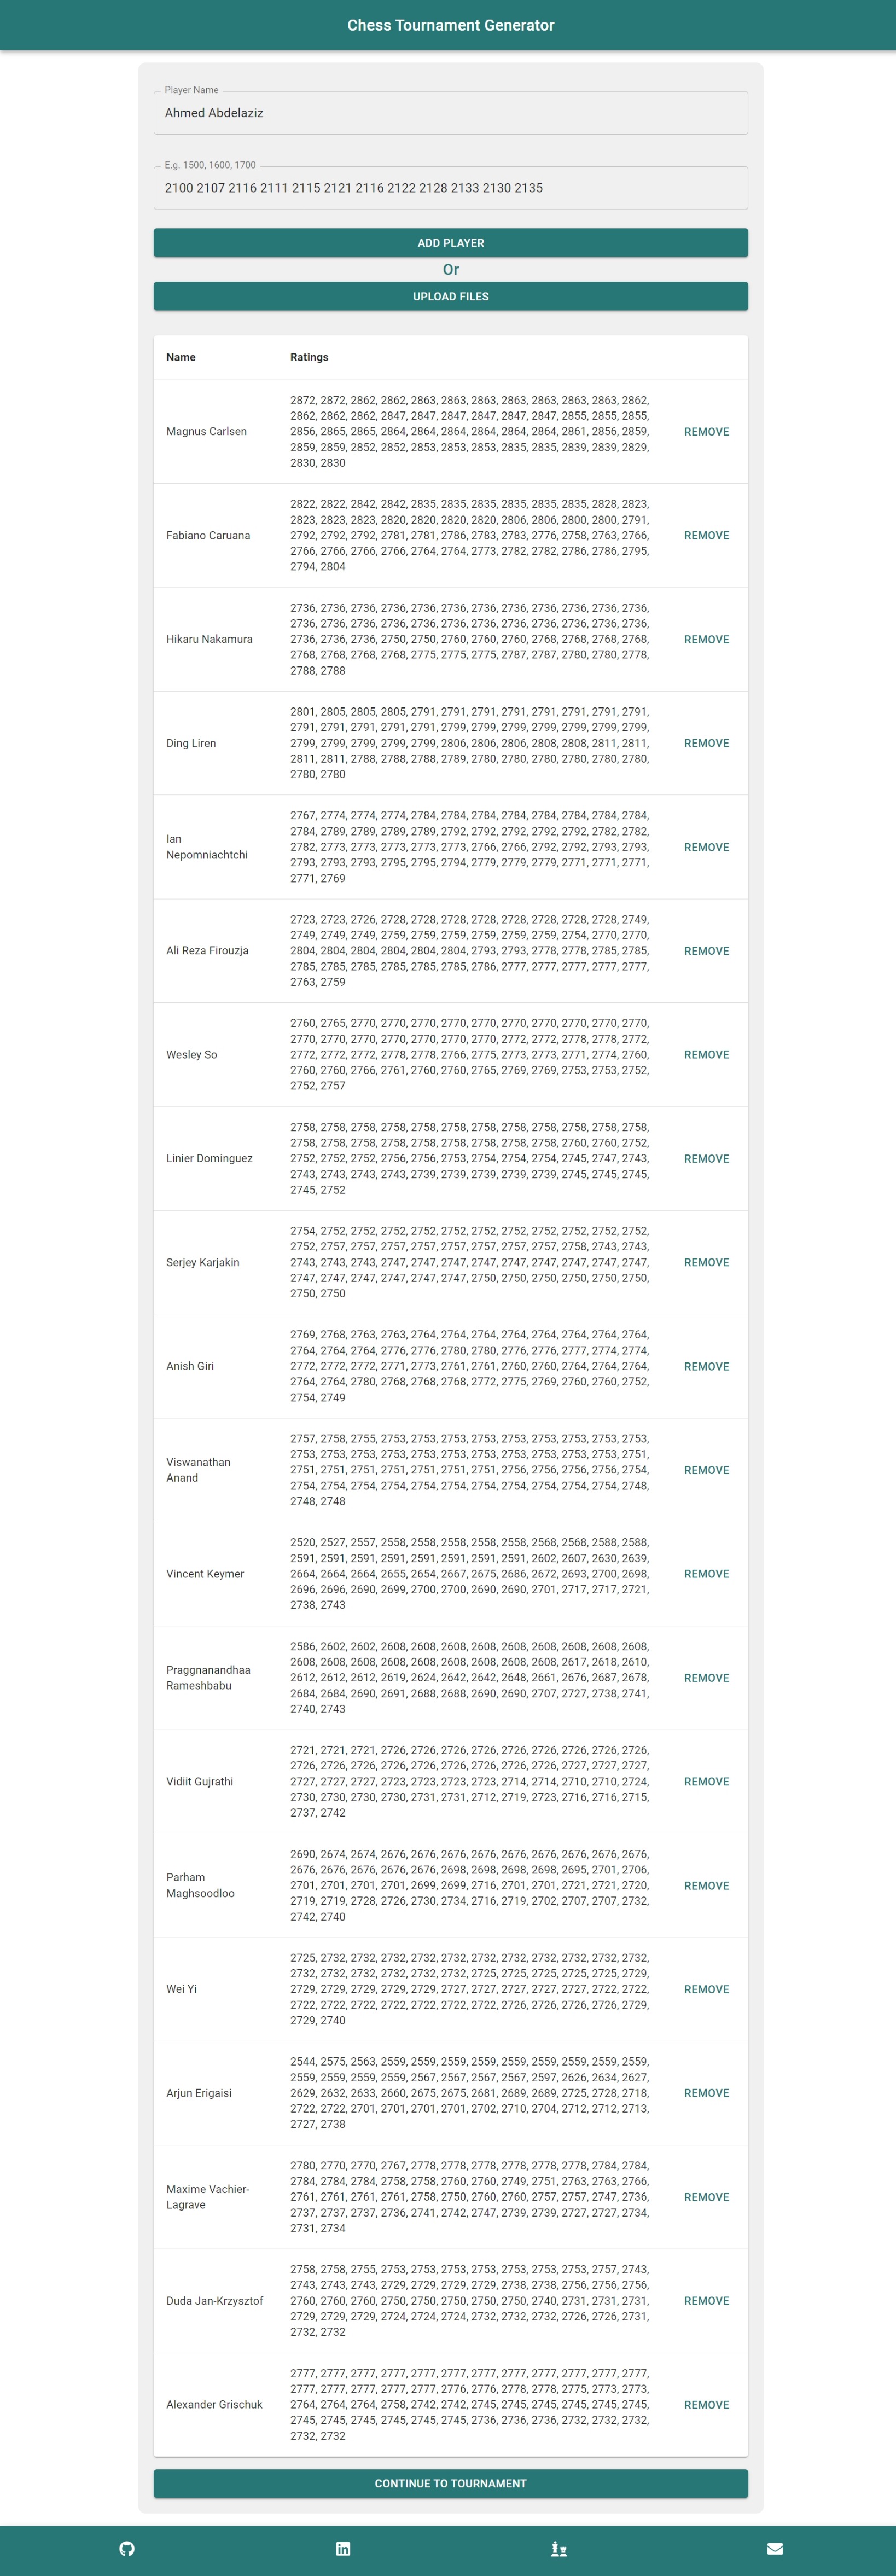 Chess Tournament Generator
Player Name
Ahmed Abdelaziz
E.g. 1500, 1600, 1700
2100 2107 2116 2111 2115 2121 2116 2122 2128 2133 2130 2135
ADD PLAYER
Or
UPLOAD FILES
Name Ratings
Magnus Carlsen
2872, 2872, 2862, 2862, 2863, 2863, 2863, 2863, 2863, 2863, 2863, 2862,
2862, 2862, 2862, 2847, 2847, 2847, 2847, 2847, 2847, 2855, 2855, 2855,
2856, 2865, 2865, 2864, 2864, 2864, 2864, 2864, 2864, 2861, 2856, 2859,
2859, 2859, 2852, 2852, 2853, 2853, 2853, 2835, 2835, 2839, 2839, 2829,
2830, 2830
REMOVE
Fabiano Caruana
2822, 2822, 2842, 2842, 2835, 2835, 2835, 2835, 2835, 2835, 2828, 2823,
2823, 2823, 2823, 2820, 2820, 2820, 2820, 2806, 2806, 2800, 2800, 2791,
2792, 2792, 2792, 2781, 2781, 2786, 2783, 2783, 2776, 2758, 2763, 2766,
2766, 2766, 2766, 2766, 2764, 2764, 2773, 2782, 2782, 2786, 2786, 2795,
2794, 2804
REMOVE
Hikaru Nakamura
2736, 2736, 2736, 2736, 2736, 2736, 2736, 2736, 2736, 2736, 2736, 2736,
2736, 2736, 2736, 2736, 2736, 2736, 2736, 2736, 2736, 2736, 2736, 2736,
2736, 2736, 2736, 2750, 2750, 2760, 2760, 2760, 2768, 2768, 2768, 2768,
2768, 2768, 2768, 2768, 2775, 2775, 2775, 2787, 2787, 2780, 2780, 2778,
2788, 2788
REMOVE
Ding Liren
2801, 2805, 2805, 2805, 2791, 2791, 2791, 2791, 2791, 2791, 2791, 2791,
2791, 2791, 2791, 2791, 2791, 2799, 2799, 2799, 2799, 2799, 2799, 2799,
2799, 2799, 2799, 2799, 2799, 2806, 2806, 2806, 2808, 2808, 2811, 2811,
2811, 2811, 2788, 2788, 2788, 2789, 2780, 2780, 2780, 2780, 2780, 2780,
2780, 2780
REMOVE
Ian
Nepomniachtchi
2767, 2774, 2774, 2774, 2784, 2784, 2784, 2784, 2784, 2784, 2784, 2784,
2784, 2789, 2789, 2789, 2789, 2792, 2792, 2792, 2792, 2792, 2782, 2782,
2782, 2773, 2773, 2773, 2773, 2773, 2766, 2766, 2792, 2792, 2793, 2793,
2793, 2793, 2793, 2795, 2795, 2794, 2779, 2779, 2779, 2771, 2771, 2771,
2771, 2769
REMOVE
Ali Reza Firouzja
2723, 2723, 2726, 2728, 2728, 2728, 2728, 2728, 2728, 2728, 2728, 2749,
2749, 2749, 2749, 2759, 2759, 2759, 2759, 2759, 2759, 2754, 2770, 2770,
2804, 2804, 2804, 2804, 2804, 2804, 2793, 2793, 2778, 2778, 2785, 2785,
2785, 2785, 2785, 2785, 2785, 2785, 2786, 2777, 2777, 2777, 2777, 2777,
2763, 2759
REMOVE
Wesley So
2760, 2765, 2770, 2770, 2770, 2770, 2770, 2770, 2770, 2770, 2770, 2770,
2770, 2770, 2770, 2770, 2770, 2770, 2770, 2772, 2772, 2778, 2778, 2772,
2772, 2772, 2772, 2778, 2778, 2766, 2775, 2773, 2773, 2771, 2774, 2760,
2760, 2760, 2766, 2761, 2760, 2760, 2765, 2769, 2769, 2753, 2753, 2752,
2752, 2757
REMOVE
Linier Dominguez
2758, 2758, 2758, 2758, 2758, 2758, 2758, 2758, 2758, 2758, 2758, 2758,
2758, 2758, 2758, 2758, 2758, 2758, 2758, 2758, 2758, 2760, 2760, 2752,
2752, 2752, 2752, 2756, 2756, 2753, 2754, 2754, 2754, 2745, 2747, 2743,
2743, 2743, 2743, 2743, 2739, 2739, 2739, 2739, 2739, 2745, 2745, 2745,
2745, 2752
REMOVE
Serjey Karjakin
2754, 2752, 2752, 2752, 2752, 2752, 2752, 2752, 2752, 2752, 2752, 2752,
2752, 2757, 2757, 2757, 2757, 2757, 2757, 2757, 2757, 2758, 2743, 2743,
2743, 2743, 2743, 2747, 2747, 2747, 2747, 2747, 2747, 2747, 2747, 2747,
2747, 2747, 2747, 2747, 2747, 2747, 2750, 2750, 2750, 2750, 2750, 2750,
2750, 2750
REMOVE
Anish Giri
2769, 2768, 2763, 2763, 2764, 2764, 2764, 2764, 2764, 2764, 2764, 2764,
2764, 2764, 2764, 2776, 2776, 2780, 2780, 2776, 2776, 2777, 2774, 2774,
2772, 2772, 2772, 2771, 2773, 2761, 2761, 2760, 2760, 2764, 2764, 2764,
2764, 2764, 2780, 2768, 2768, 2768, 2772, 2775, 2769, 2760, 2760, 2752,
2754, 2749
REMOVE
Viswanathan
Anand
2757, 2758, 2755, 2753, 2753, 2753, 2753, 2753, 2753, 2753, 2753, 2753,
2753, 2753, 2753, 2753, 2753, 2753, 2753, 2753, 2753, 2753, 2753, 2751,
2751, 2751, 2751, 2751, 2751, 2751, 2751, 2756, 2756, 2756, 2756, 2754,
2754, 2754, 2754, 2754, 2754, 2754, 2754, 2754, 2754, 2754, 2754, 2748,
2748, 2748
REMOVE
Vincent Keymer
2520, 2527, 2557, 2558, 2558, 2558, 2558, 2558, 2568, 2568, 2588, 2588,
2591, 2591, 2591, 2591, 2591, 2591, 2591, 2591, 2602, 2607, 2630, 2639,
2664, 2664, 2664, 2655, 2654, 2667, 2675, 2686, 2672, 2693, 2700, 2698,
2696, 2696, 2690, 2699, 2700, 2700, 2690, 2690, 2701, 2717, 2717, 2721,
2738, 2743
REMOVE
Praggnanandhaa
Rameshbabu
2586, 2602, 2602, 2608, 2608, 2608, 2608, 2608, 2608, 2608, 2608, 2608,
2608, 2608, 2608, 2608, 2608, 2608, 2608, 2608, 2608, 2617, 2618, 2610,
2612, 2612, 2612, 2619, 2624, 2642, 2642, 2648, 2661, 2676, 2687, 2678,
2684, 2684, 2690, 2691, 2688, 2688, 2690, 2690, 2707, 2727, 2738, 2741,
2740, 2743
REMOVE
Vidiit Gujrathi
2721, 2721, 2721, 2726, 2726, 2726, 2726, 2726, 2726, 2726, 2726, 2726,
2726, 2726, 2726, 2726, 2726, 2726, 2726, 2726, 2726, 2727, 2727, 2727,
2727, 2727, 2727, 2723, 2723, 2723, 2723, 2714, 2714, 2710, 2710, 2724,
2730, 2730, 2730, 2730, 2731, 2731, 2712, 2719, 2723, 2716, 2716, 2715,
2737, 2742
REMOVE
Parham
Maghsoodloo
2690, 2674, 2674, 2676, 2676, 2676, 2676, 2676, 2676, 2676, 2676, 2676,
2676, 2676, 2676, 2676, 2676, 2698, 2698, 2698, 2698, 2695, 2701, 2706,
2701, 2701, 2701, 2701, 2699, 2699, 2716, 2701, 2701, 2721, 2721, 2720,
2719, 2719, 2728, 2726, 2730, 2734, 2716, 2719, 2702, 2707, 2707, 2732,
2742, 2740
REMOVE
Wei Yi
2725, 2732, 2732, 2732, 2732, 2732, 2732, 2732, 2732, 2732, 2732, 2732,
2732, 2732, 2732, 2732, 2732, 2732, 2725, 2725, 2725, 2725, 2725, 2729,
2729, 2729, 2729, 2729, 2729, 2727, 2727, 2727, 2727, 2727, 2722, 2722,
2722, 2722, 2722, 2722, 2722, 2722, 2722, 2726, 2726, 2726, 2726, 2729,
2729, 2740
REMOVE
Arjun Erigaisi
2544, 2575, 2563, 2559, 2559, 2559, 2559, 2559, 2559, 2559, 2559, 2559,
2559, 2559, 2559, 2559, 2567, 2567, 2567, 2567, 2597, 2626, 2634, 2627,
2629, 2632, 2633, 2660, 2675, 2675, 2681, 2689, 2689, 2725, 2728, 2718,
2722, 2722, 2701, 2701, 2701, 2701, 2702, 2710, 2704, 2712, 2712, 2713,
2727, 2738
REMOVE
Maxime Vachier-
Lagrave
2780, 2770, 2770, 2767, 2778, 2778, 2778, 2778, 2778, 2778, 2784, 2784,
2784, 2784, 2784, 2758, 2758, 2760, 2760, 2749, 2751, 2763, 2763, 2766,
2761, 2761, 2761, 2761, 2758, 2750, 2760, 2760, 2757, 2757, 2747, 2736,
2737, 2737, 2737, 2736, 2741, 2742, 2747, 2739, 2739, 2727, 2727, 2734,
2731, 2734
REMOVE
Duda Jan-Krzysztof
2758, 2758, 2755, 2753, 2753, 2753, 2753, 2753, 2753, 2753, 2757, 2743,
2743, 2743, 2743, 2729, 2729, 2729, 2729, 2738, 2738, 2756, 2756, 2756,
2760, 2760, 2760, 2750, 2750, 2750, 2750, 2750, 2740, 2731, 2731, 2731,
2729, 2729, 2729, 2724, 2724, 2724, 2732, 2732, 2732, 2726, 2726, 2731,
2732, 2732
REMOVE
Alexander Grischuk
2777, 2777, 2777, 2777, 2777, 2777, 2777, 2777, 2777, 2777, 2777, 2777,
2777, 2777, 2777, 2777, 2777, 2776, 2776, 2778, 2778, 2775, 2773, 2773,
2764, 2764, 2764, 2758, 2742, 2742, 2745, 2745, 2745, 2745, 2745, 2745,
2745, 2745, 2745, 2745, 2745, 2745, 2736, 2736, 2736, 2732, 2732, 2732,
2732, 2732
REMOVE
CONTINUE TO TOURNAMENT